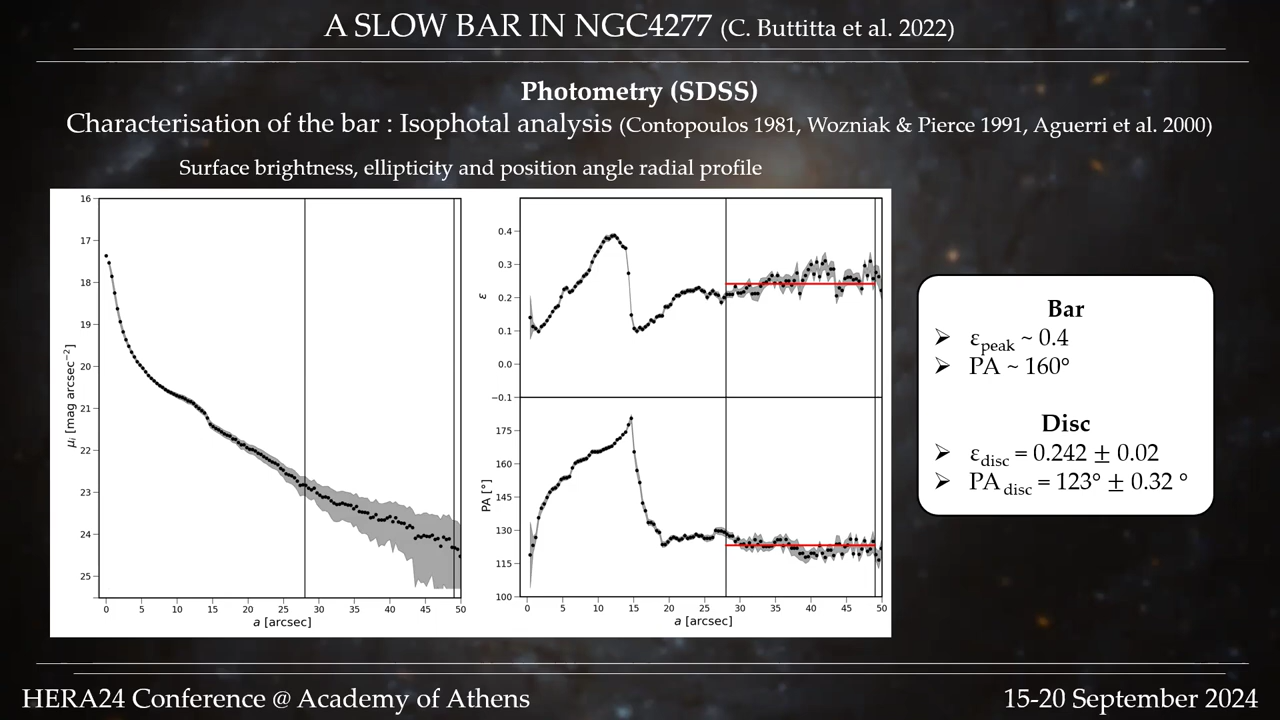 A SLOW BAR IN NGC4277 (C. Buttitta et al. 2022)
Photometry (SDSS)
Characterisation of the bar : Isophotal analysis (Contopoulos 1981, Wozniak & Pierce 1991, Aguerri et al. 2000)
Surface brightness, ellipticity and position angle radial profile
16
17
18
19
20
21
22
23
24
25
μi [mag arcsec−2]
0 5 10 15 20 25 30 35 40 45 50
a [arcsec]
0.4
0.3
0.2
0.1
0.0
−0.1
ε
175
160
145
130
115
100
PA [°]
0 5 10 15 20 25 30 35 40 45 50
a [arcsec]
Bar
➢ εpeak ~ 0.4
➢ PA ~ 160°
Disc
➢ εdisc = 0.242 ± 0.02
➢ PA disc = 123° ± 0.32 °
HERA24 Conference @ Academy of Athens
15-20 September 2024